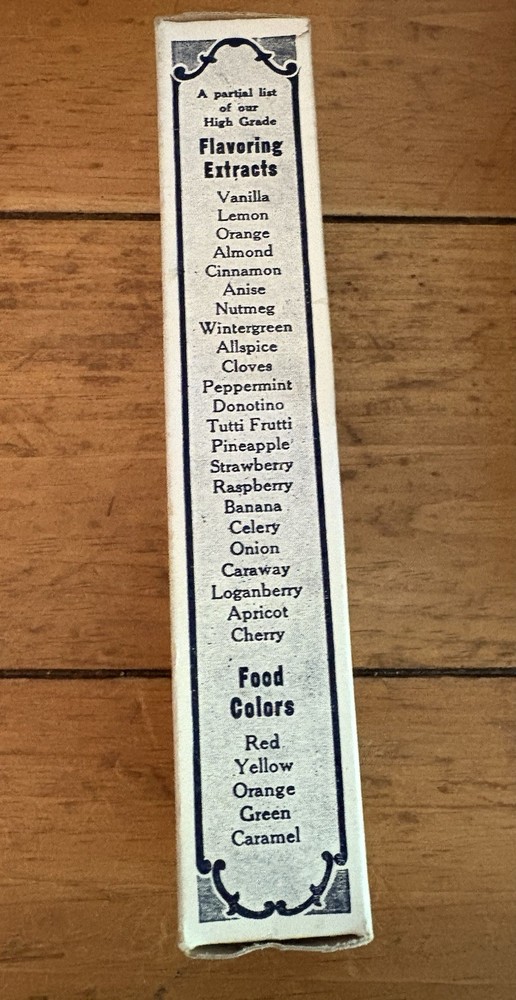 A partial list
of our
High Grade
Flavoring
Extracts
Vanilla
Lemon
Orange
Almond
Cinnamon
Anise
Nutmeg
Wintergreen
Allspice
Cloves
Peppermint
Donotino
Tutti Frutti
Pineapple
Strawberry
Raspberry
Banana
Celery
Onion
Caraway
Loganberry
Apricot
Cherry
Food
Colors
Red
Yellow
Orange
Green
Caramel